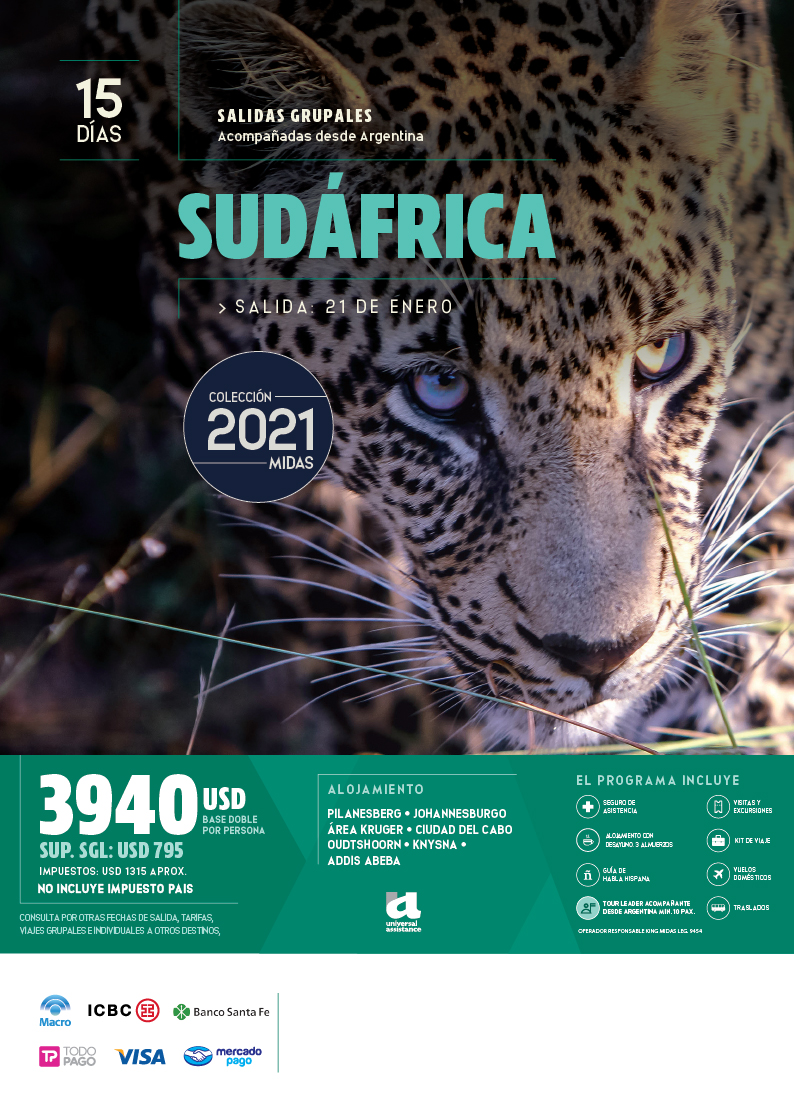 15
DÍAS
SALIDAS GRUPALES
Acompañadas desde Argentina
SUDÁFRICA
> SALIDA: 21 DE ENERO
COLECCIÓN
2021
MIDAS
3940 USD
BASE DOBLE
POR PERSONA
SUP. SGL: USD 795
IMPUESTOS: USD 1315 APROX.
NO INCLUYE IMPUESTO PAIS
CONSULTA POR OTRAS FECHAS DE SALIDA, TARIFAS,
VIAJES GRUPALES E INDIVIDUALES A OTROS DESTINOS,
ALOJAMIENTO
PILANESBERG • JOHANNESBURGO
ÁREA KRUGER • CIUDAD DEL CABO
OUDTSHOORN • KNYSNA •
ADDIS ABEBA
universal
assistance
EL PROGRAMA INCLUYE
SEGURO DE
ASISTENCIA
VISITAS Y
EXCURSIONES
ALOJAMIENTO CON
DESAYUNO. 3 ALMUERZOS
KIT DE VIAJE
ñ
GUÍA DE
HABLA HISPANA
VUELOS
DOMÉSTICOS
TOUR LEADER ACOMPAÑANTE
DESDE ARGENTINA MIN. 10 PAX.
TRASLADOS
OPERADOR RESPONSABLE KING MIDAS LEG. 9454
Macro
ICBC
Banco Santa Fe
TP TODO
PAGO
VISA
mercado
pago